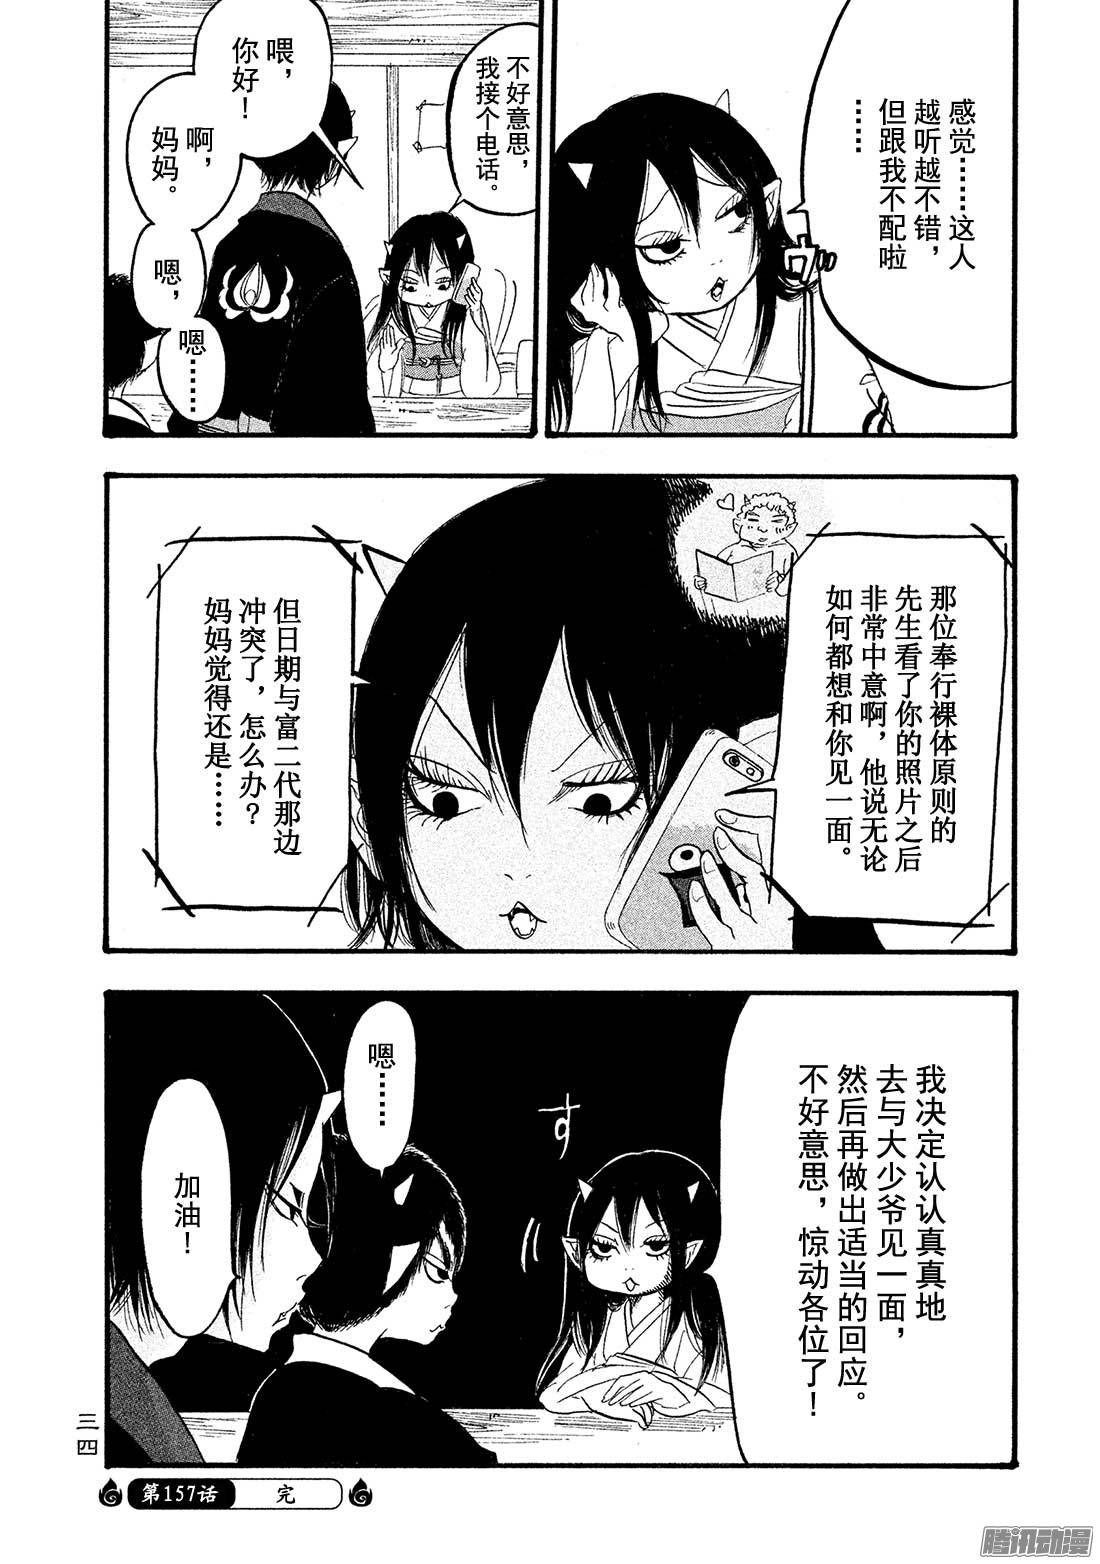 感觉……这人
越听越不错，
但跟我不配啦
……
ヴヴ
不好意思，
我接个电话。
喂，
你好！
啊，
妈妈。
嗯，
嗯……
那位奉行裸体原则的
先生看了你的照片之后
非常中意啊，他说无论
如何都想和你见一面。
但日期与富二代那边
冲突了，怎么办？
妈妈觉得还是……
我决定认认真真地
去与大少爷见一面，
然后再做出适当的回应。
不好意思，惊动各位了！
す
嗯……
加油！
三四
第157话 完
腾讯动漫